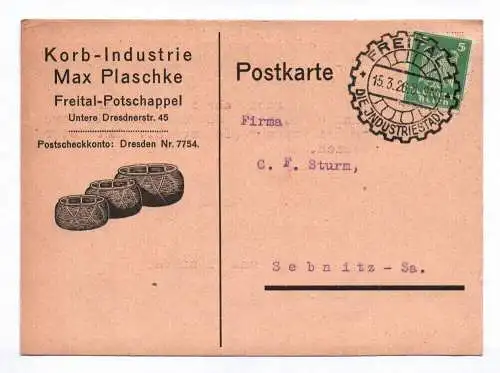 Korb-Industrie
Max Plaschke
Freital-Potschappel
Untere Dresdnerstr. 45
Postscheckkonto: Dresden Nr. 7754.
Postkarte
FREITAL
15.3.26
DIE INDUSTRIESTADT
5
Firma
C. F. Sturm,
Sebnitz-Sa.